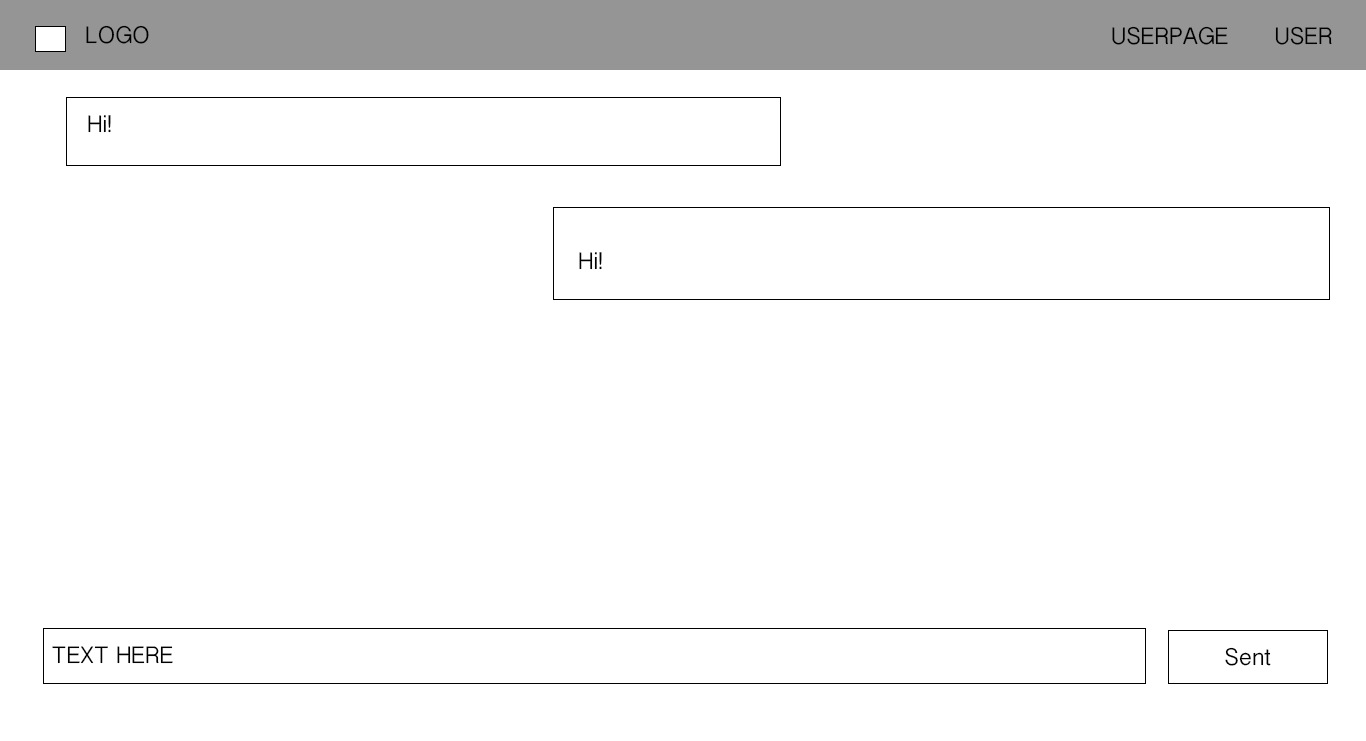 LOGO USERPAGE USER
Hi!
Hi!
TEXT HERE Sent